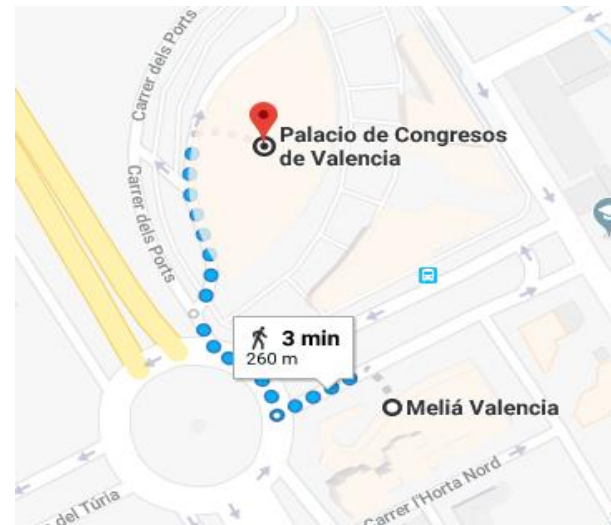 Carrer dels Ports
Palacio de Congresos
de Valencia
Carrer dels Ports
3 min
260 m
Meliá Valencia
del Túria
Carrer l'Horta Nord